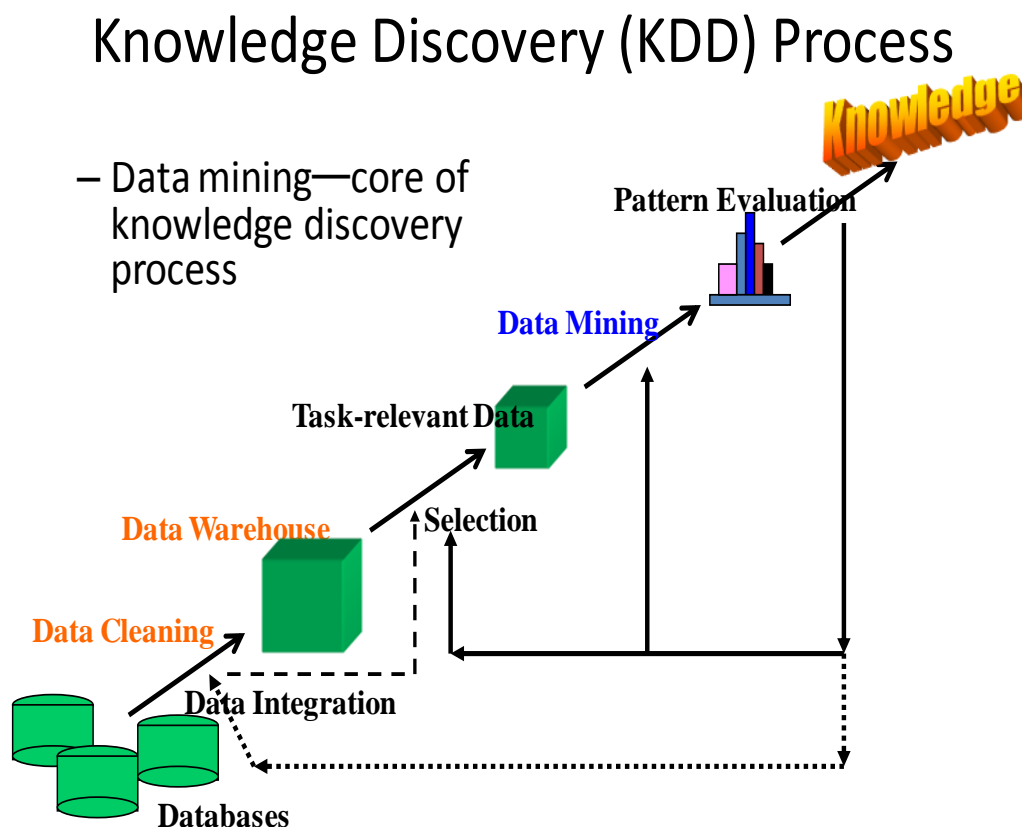 Knowledge Discovery (KDD) Process
Knowledge
– Data mining—core of
knowledge discovery
process
Pattern Evaluation
Data Mining
Task-relevant Data
Selection
Data Warehouse
Data Cleaning
Data Integration
Databases